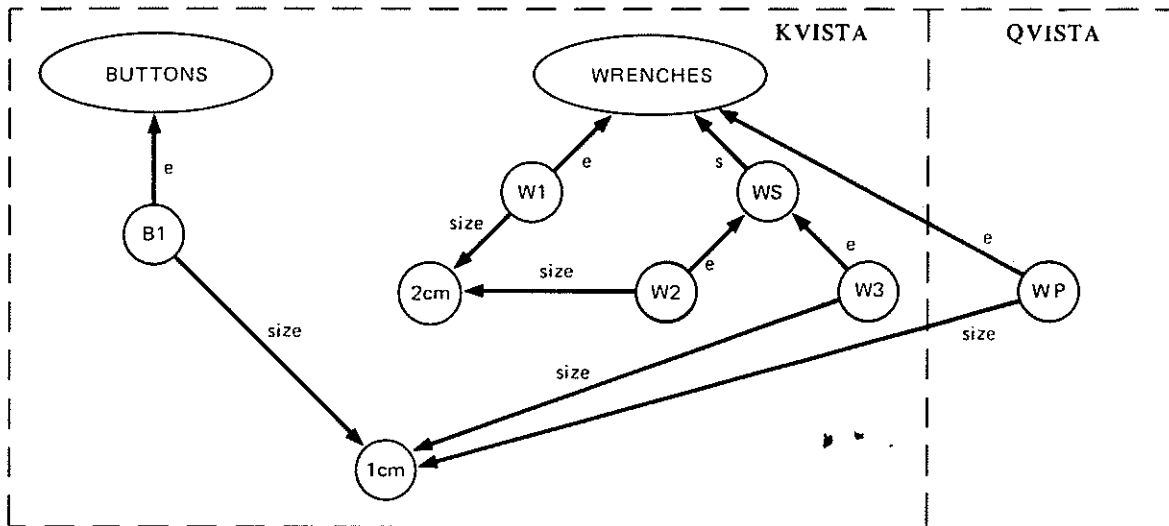 KVISTA
QVISTA
BUTTONS
WRENCHES
e
e
s
W1
WS
size
B1
e
e
e
size
2cm
W2
W3
WP
size
size
size
1cm